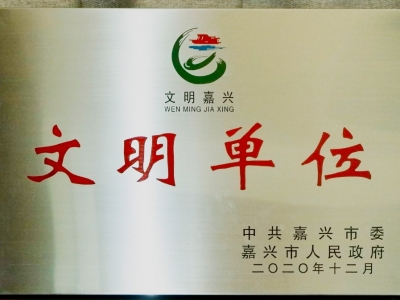 文明嘉兴
WEN MING JIA XING
文明单位
中共嘉兴市委
嘉兴市人民政府
二〇二〇年十二月